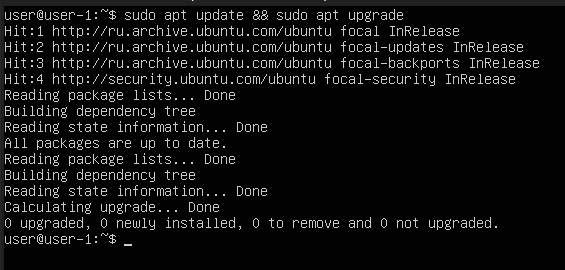 user@user-1:~$ sudo apt update && sudo apt upgrade
Hit:1 http://ru.archive.ubuntu.com/ubuntu focal InRelease
Hit:2 http://ru.archive.ubuntu.com/ubuntu focal-updates InRelease
Hit:3 http://ru.archive.ubuntu.com/ubuntu focal-backports InRelease
Hit:4 http://security.ubuntu.com/ubuntu focal-security InRelease
Reading package lists... Done
Building dependency tree
Reading state information... Done
All packages are up to date.
Reading package lists... Done
Building dependency tree
Reading state information... Done
Calculating upgrade... Done
0 upgraded, 0 newly installed, 0 to remove and 0 not upgraded.
user@user-1:~$ _